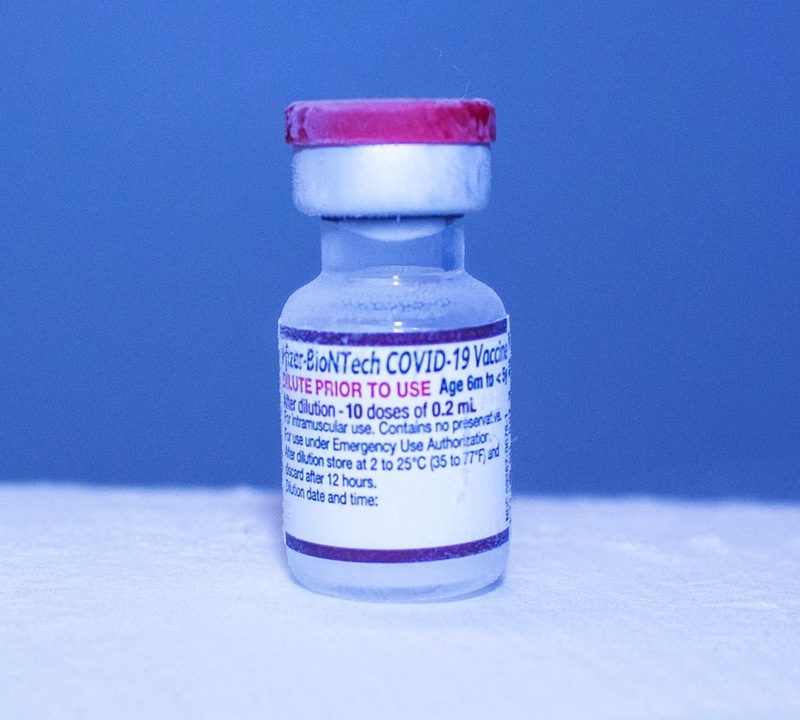 Pfizer-BioNTech COVID-19 Vaccine
DILUTE PRIOR TO USE Age 6m to <5y
After dilution - 10 doses of 0.2 mL
For intramuscular use. Contains no preservative.
For use under Emergency Use Authorization.
After dilution store at 2 to 25°C (35 to 77°F) and
discard after 12 hours.
Dilution date and time: